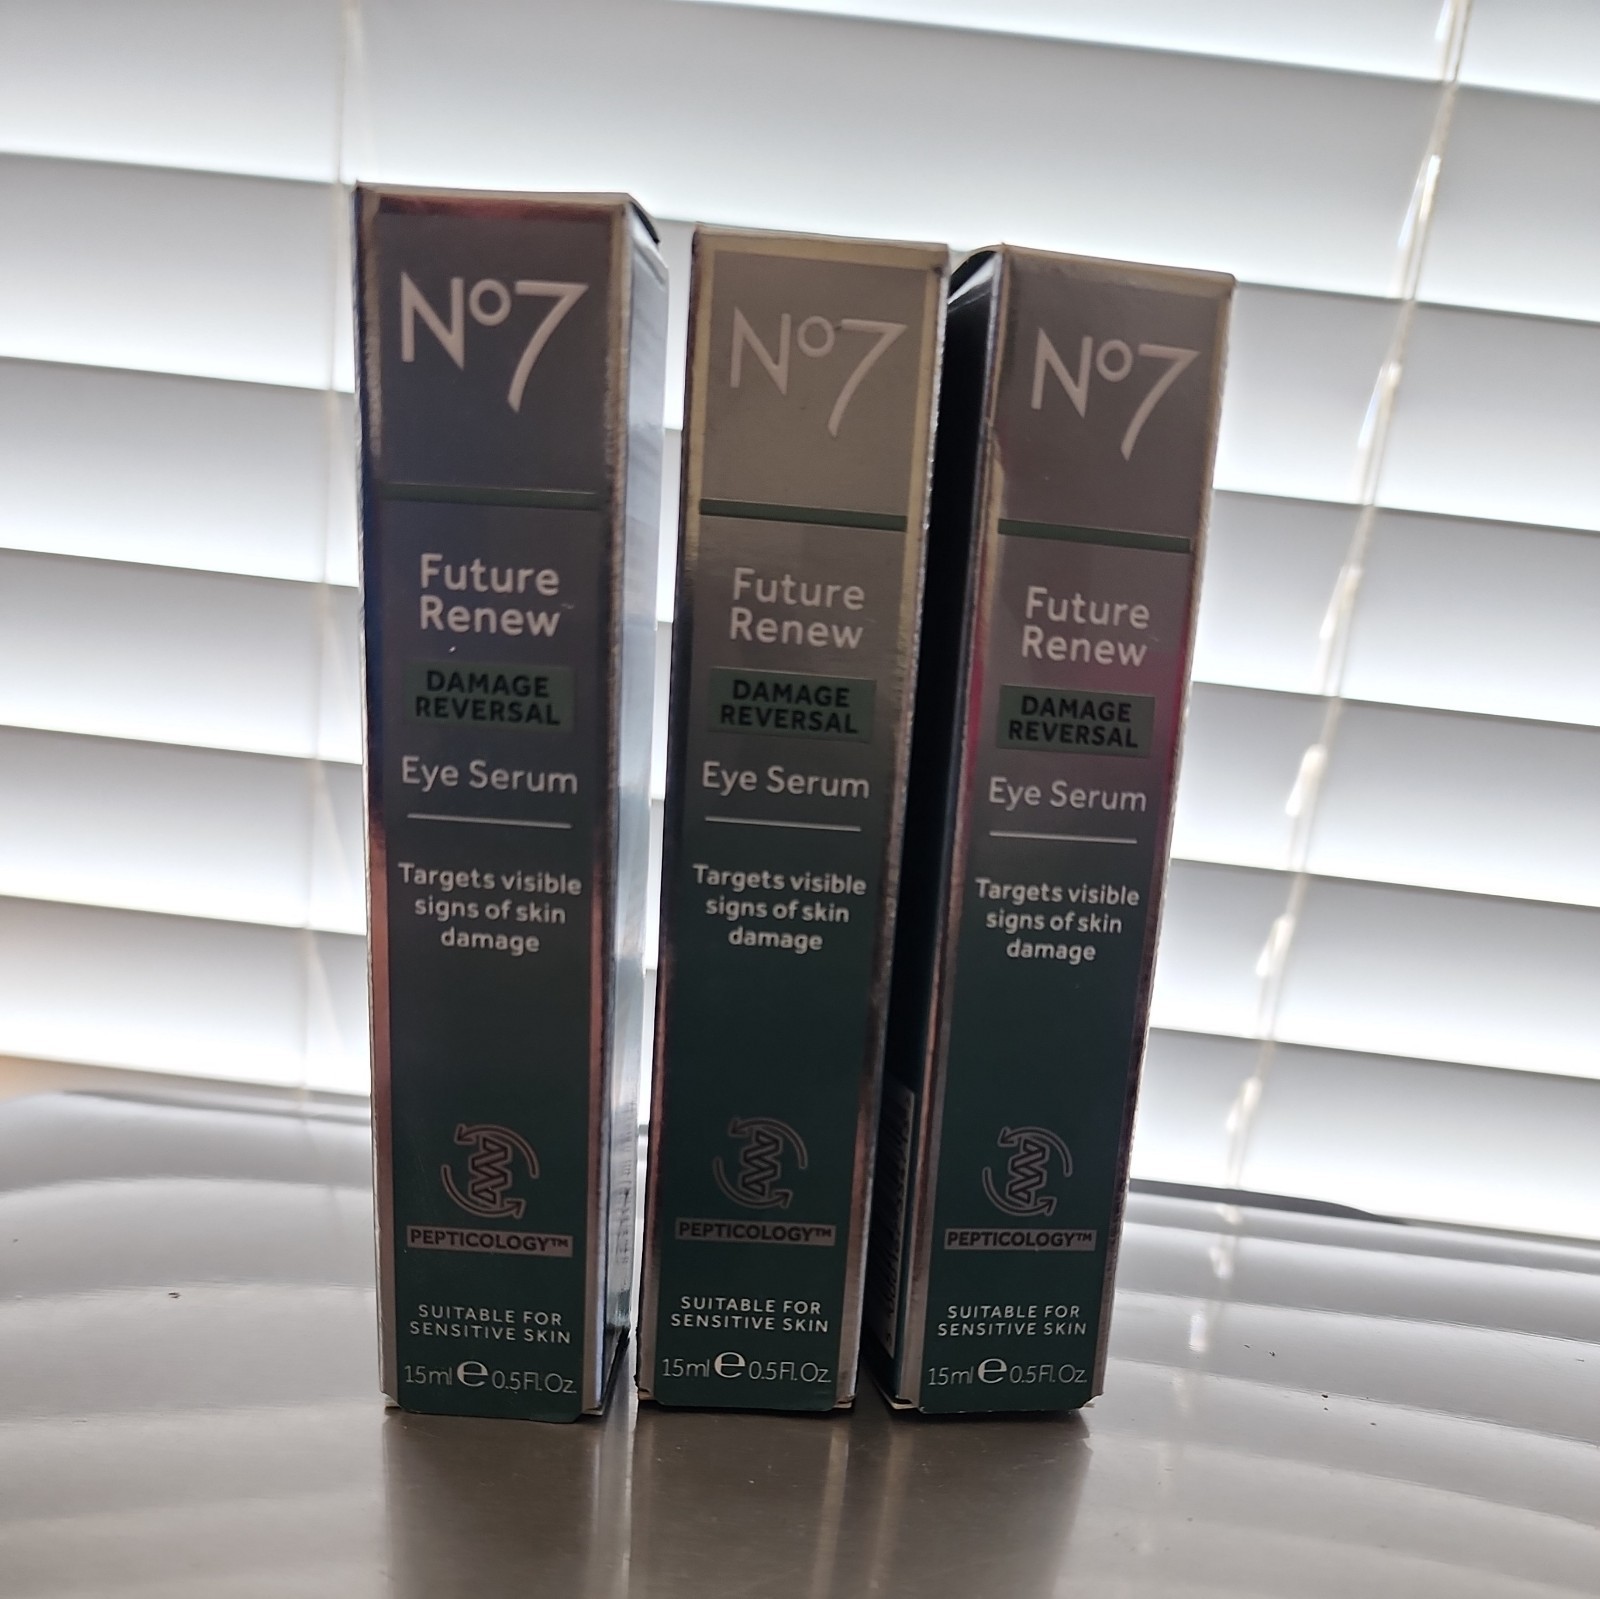 No7
Future
Renew
DAMAGE
REVERSAL
Eye Serum
Targets visible
signs of skin
damage
PEPTICOLOGY™
SUITABLE FOR
SENSITIVE SKIN
15ml e 0.5Fl.Oz.
No7
Future
Renew
DAMAGE
REVERSAL
Eye Serum
Targets visible
signs of skin
damage
PEPTICOLOGY™
SUITABLE FOR
SENSITIVE SKIN
15ml e 0.5Fl.Oz.
No7
Future
Renew
DAMAGE
REVERSAL
Eye Serum
Targets visible
signs of skin
damage
PEPTICOLOGY™
SUITABLE FOR
SENSITIVE SKIN
15ml e 0.5Fl.Oz.